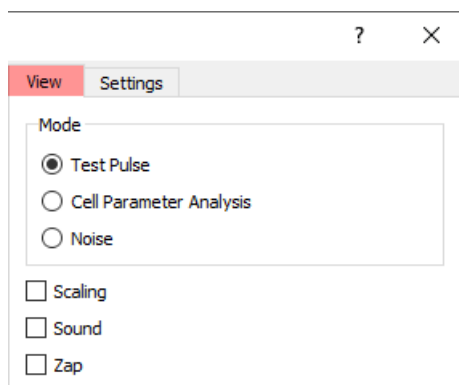 ?
View Settings
Mode
Test Pulse
Cell Parameter Analysis
Noise
Scaling
Sound
Zap